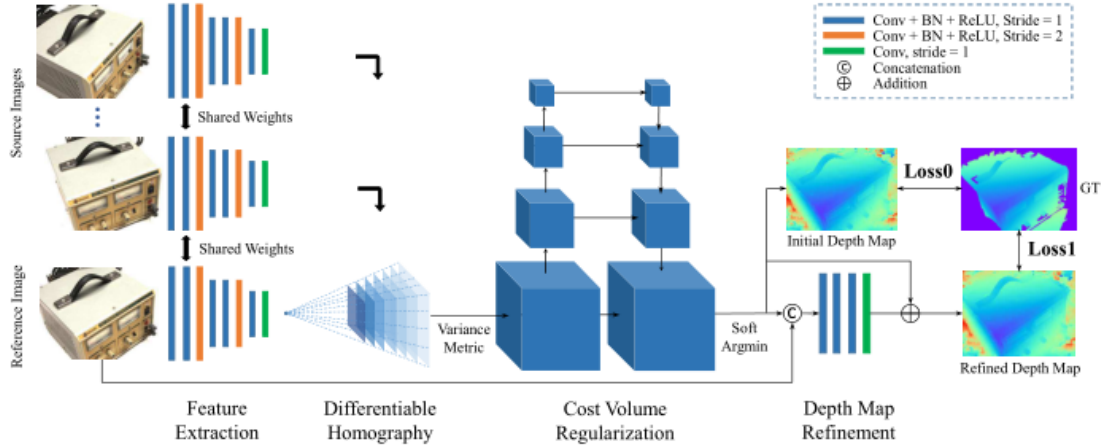 Source Images
Reference Image
Shared Weights
Shared Weights
Conv + BN + ReLU, Stride = 1
Conv + BN + ReLU, Stride = 2
Conv, stride = 1
C Concatenation
Addition
Loss0
GT
Initial Depth Map
Loss1
Variance
Metric
Soft
Argmin
C
Refined Depth Map
Feature
Extraction
Differentiable
Homography
Cost Volume
Regularization
Depth Map
Refinement